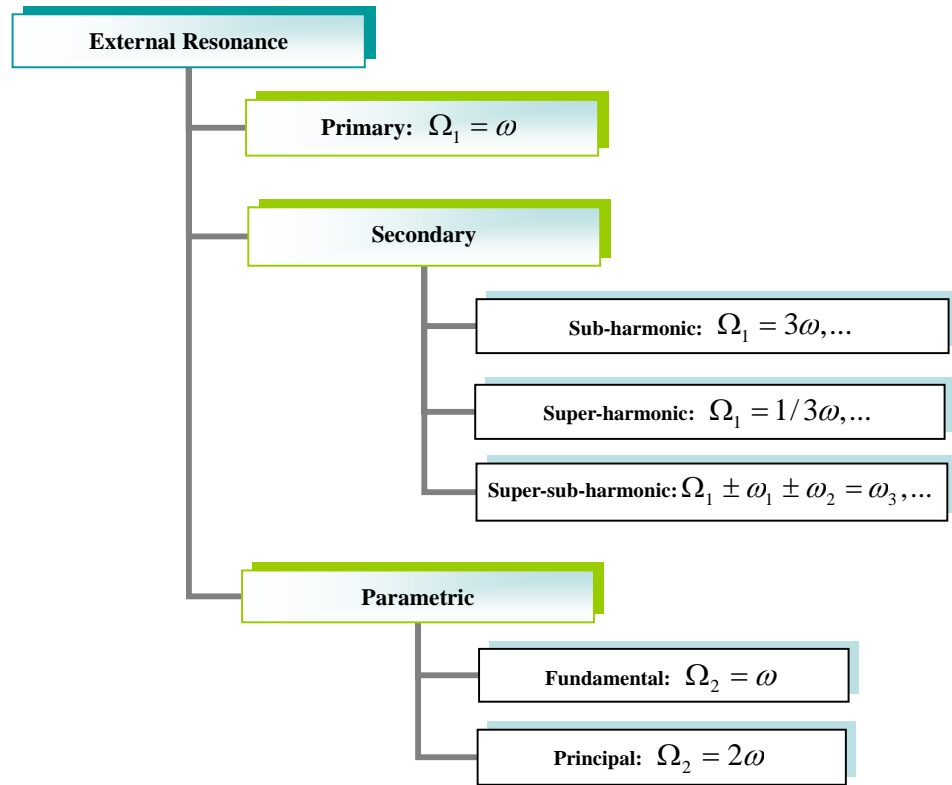 External Resonance
Primary: Ω₁ = ω
Secondary
Sub-harmonic: Ω₁ = 3ω,...
Super-harmonic: Ω₁ = 1/3ω,...
Super-sub-harmonic: Ω₁ ± ω₁ ± ω₂ = ω₃,...
Parametric
Fundamental: Ω₂ = ω
Principal: Ω₂ = 2ω